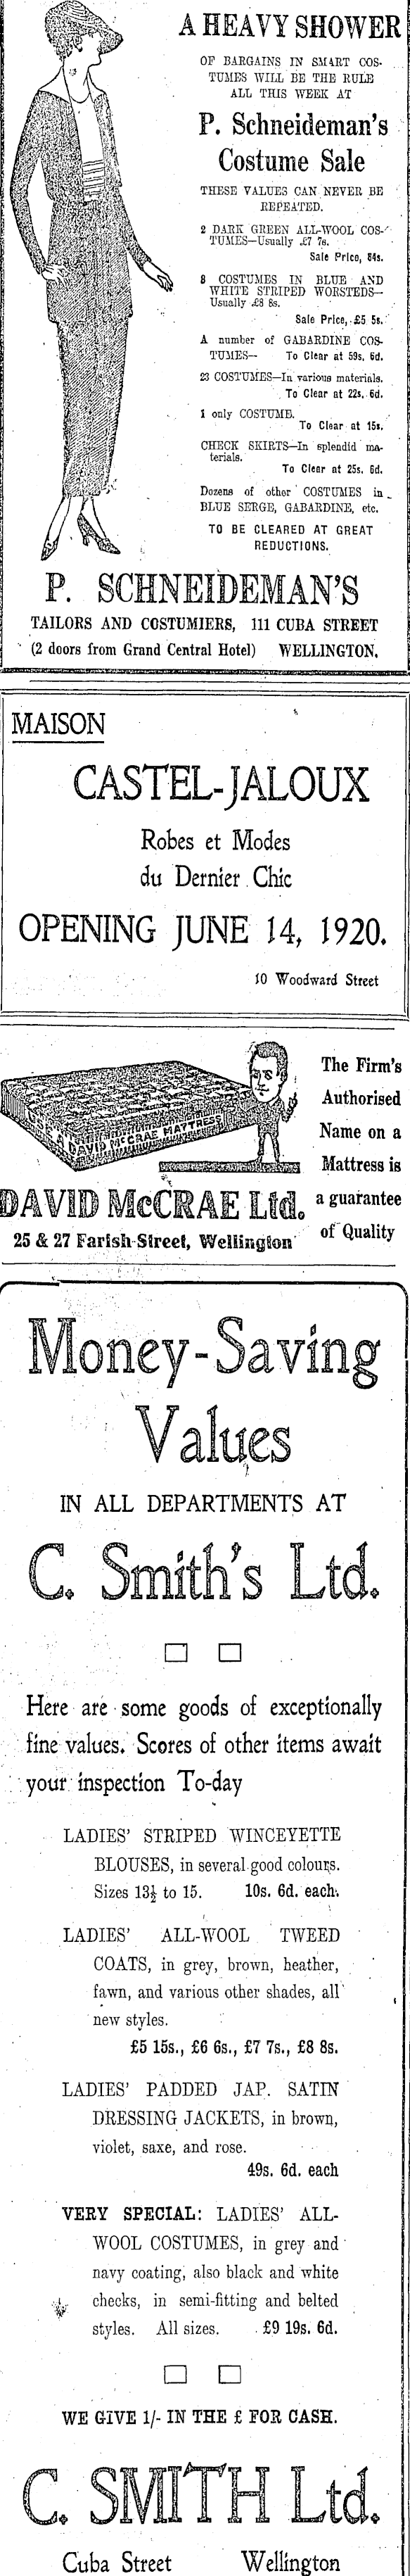 A HEAVY SHOWER
OF BARGAINS IN SMART COS-
TUMES WILL BE THE RULE
ALL THIS WEEK AT
P. Schneideman's
Costume Sale
THESE VALUES CAN NEVER BE
REPEATED.
2 DARK GREEN ALL-WOOL COS-
TUMES—Usually £7 7s.
Sale Price, 84s.
8 COSTUMES IN BLUE AND
WHITE STRIPED WORSTEDS—
Usually £8 8s.
Sale Price, £5 5s.
A number of GABARDINE COS-
TUMES— To Clear at 59s. 6d.
23 COSTUMES—In various materials.
To Clear at 22s. 6d.
1 only COSTUME.
To Clear at 15s.
CHECK SKIRTS—In splendid ma-
terials.
To Clear at 25s. 6d.
Dozens of other COSTUMES in
BLUE SERGE, GABARDINE, etc.
TO BE CLEARED AT GREAT
REDUCTIONS.
P. SCHNEIDEMAN'S
TAILORS AND COSTUMIERS, 111 CUBA STREET
(2 doors from Grand Central Hotel) WELLINGTON.
MAISON
CASTEL-JALOUX
Robes et Modes
du Dernier Chic
OPENING JUNE 14, 1920.
10 Woodward Street
USE A DAVID McCRAE MATTRESS
The Firm's
Authorised
Name on a
Mattress is
a guarantee
of Quality
DAVID McCRAE Ltd.
25 & 27 Farish Street, Wellington
Money-Saving
Values
IN ALL DEPARTMENTS AT
C. Smith's Ltd.
Here are some goods of exceptionally
fine values. Scores of other items await
your inspection To-day
LADIES' STRIPED WINCEYETTE
BLOUSES, in several good colours.
Sizes 13½ to 15. 10s. 6d. each.
LADIES' ALL-WOOL TWEED
COATS, in grey, brown, heather,
fawn, and various other shades, all
new styles.
£5 15s., £6 6s., £7 7s., £8 8s.
LADIES' PADDED JAP. SATIN
DRESSING JACKETS, in brown,
violet, saxe, and rose.
49s. 6d. each
VERY SPECIAL: LADIES' ALL-
WOOL COSTUMES, in grey and
navy coating, also black and white
checks, in semi-fitting and belted
styles. All sizes. £9 19s. 6d.
WE GIVE 1/- IN THE £ FOR CASH.
C. SMITH Ltd.
Cuba Street Wellington